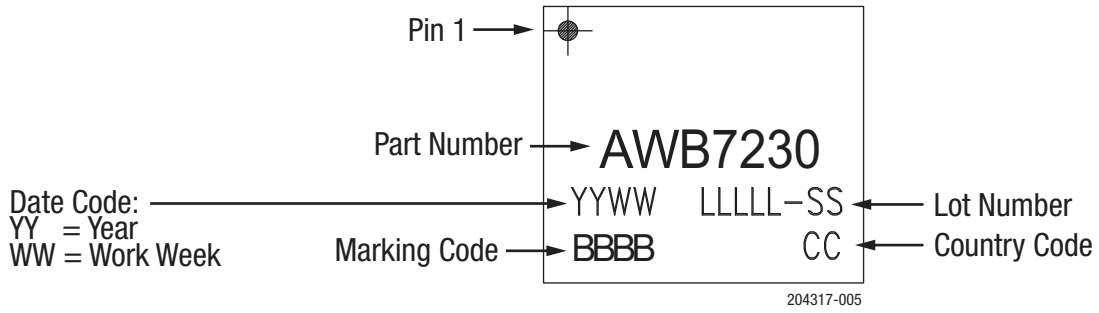 Pin 1
Part Number
AWB7230
Date Code:
YY = Year
WW = Work Week
YYWW LLLLL-SS
Lot Number
Marking Code
BBBB
CC
Country Code
204317-005